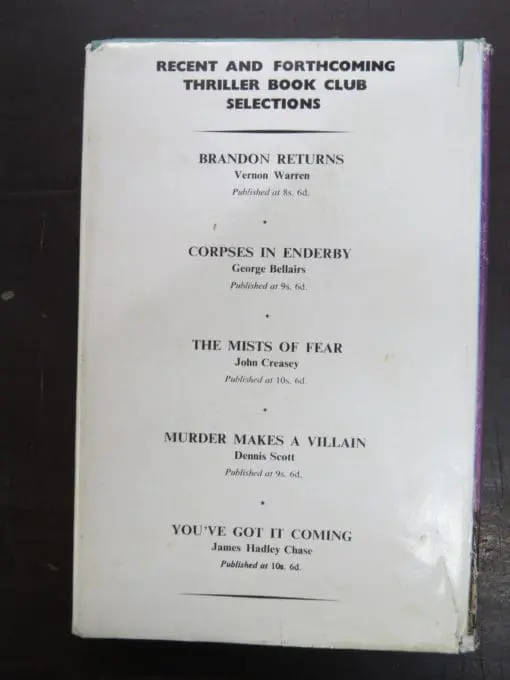 RECENT AND FORTHCOMING
THRILLER BOOK CLUB
SELECTIONS
BRANDON RETURNS
Vernon Warren
Published at 8s. 6d.
CORPSES IN ENDERBY
George Bellairs
Published at 9s. 6d.
THE MISTS OF FEAR
John Creasey
Published at 10s. 6d.
MURDER MAKES A VILLAIN
Dennis Scott
Published at 9s. 6d.
YOU'VE GOT IT COMING
James Hadley Chase
Published at 10s. 6d.